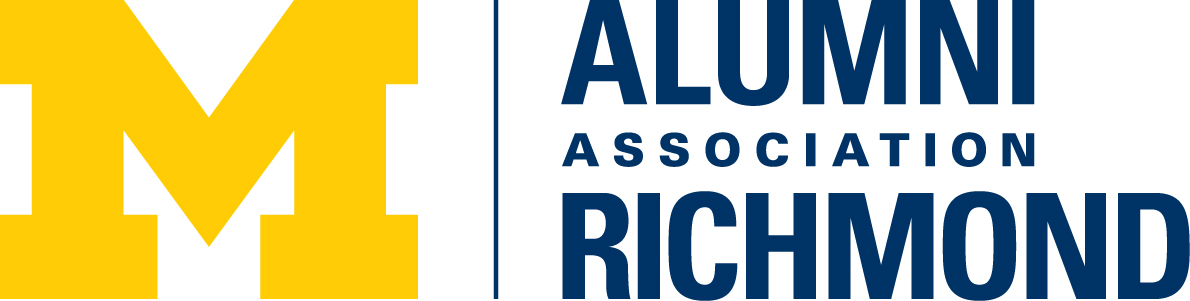 M
ALUMNI
ASSOCIATION
RICHMOND